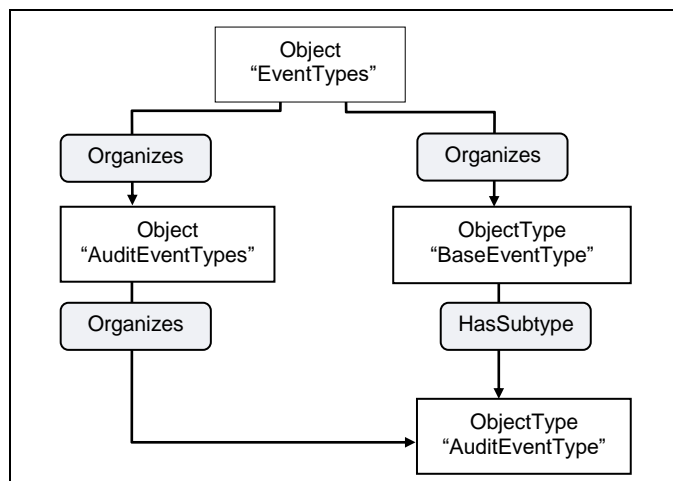 Object
“EventTypes”
Organizes
Organizes
Object
“AuditEventTypes”
ObjectType
“BaseEventType”
Organizes
HasSubtype
ObjectType
“AuditEventType”